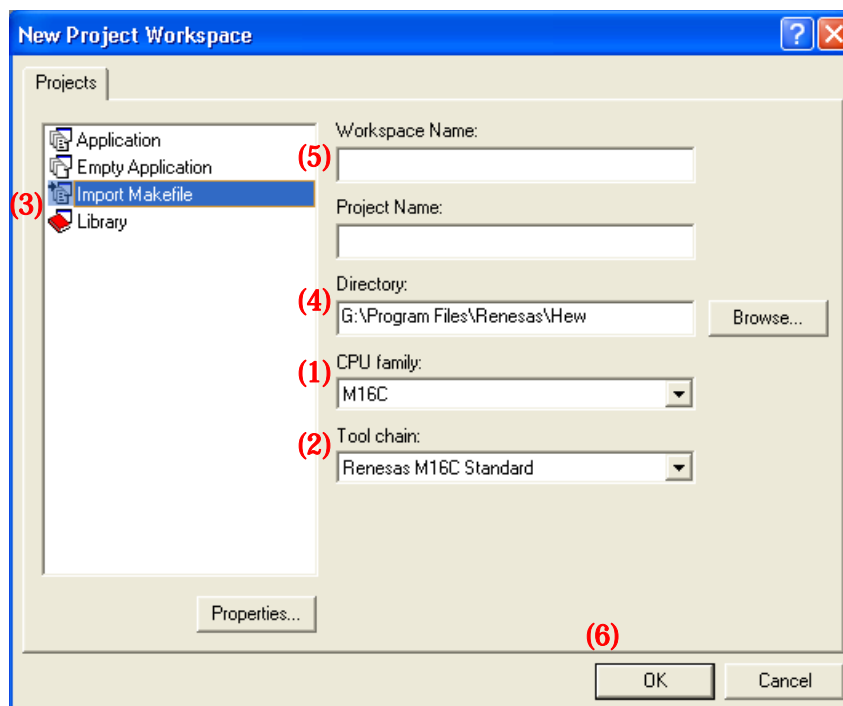 New Project Workspace
Projects
Application
Empty Application
(3) Import Makefile
Library
Properties...
Workspace Name:
(5)
Project Name:
Directory:
(4) G:\Program Files\Renesas\Hew
Browse...
CPU family:
(1) M16C
Tool chain:
(2) Renesas M16C Standard
(6)
OK
Cancel